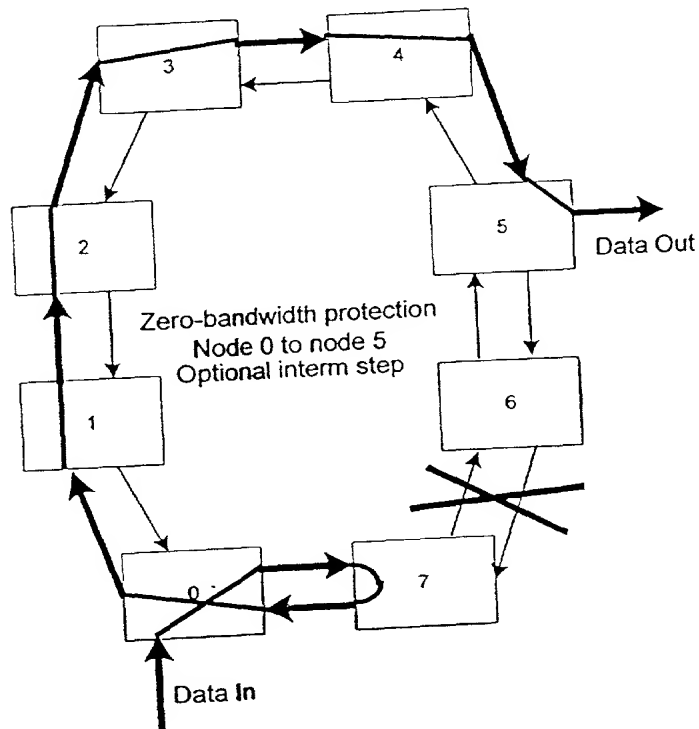 3
4
2
5
Data Out
Zero-bandwidth protection
Node 0 to node 5
Optional interm step
1
6
0
7
Data In